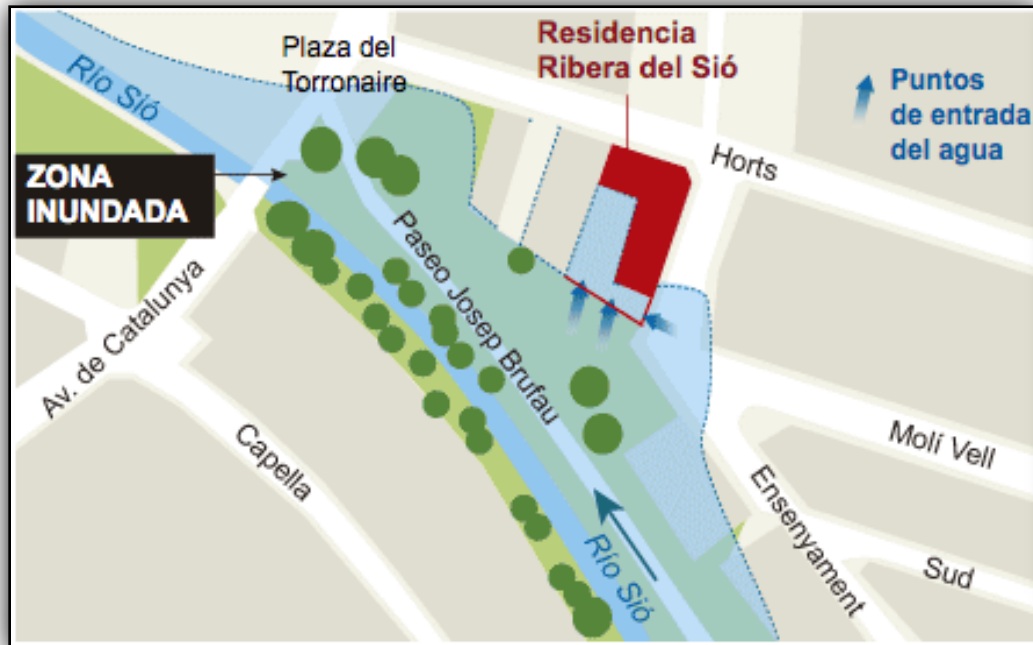 Río Sió
Plaza del
Torronaire
Residencia
Ribera del Sió
Puntos
de entrada
del agua
Horts
ZONA
INUNDADA
Paseo Josep Brufau
Av. de Catalunya
Capella
Molí Vell
Ensenyament
Sud
Río Sió